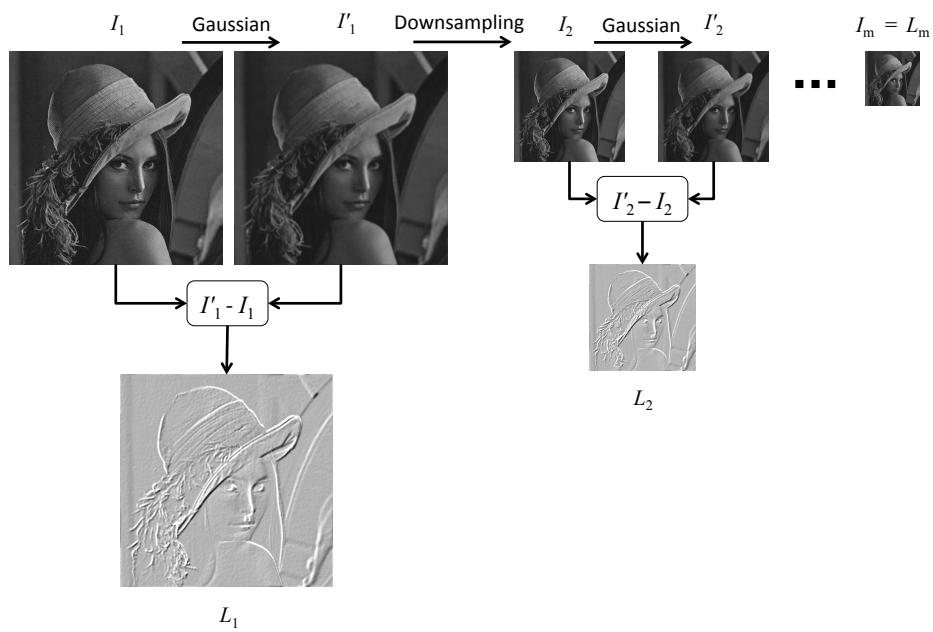 I₁ Gaussian I′₁ Downsampling I₂ Gaussian I′₂ Iₘ = Lₘ
I′₂ – I₂
I′₁ - I₁
L₂
L₁